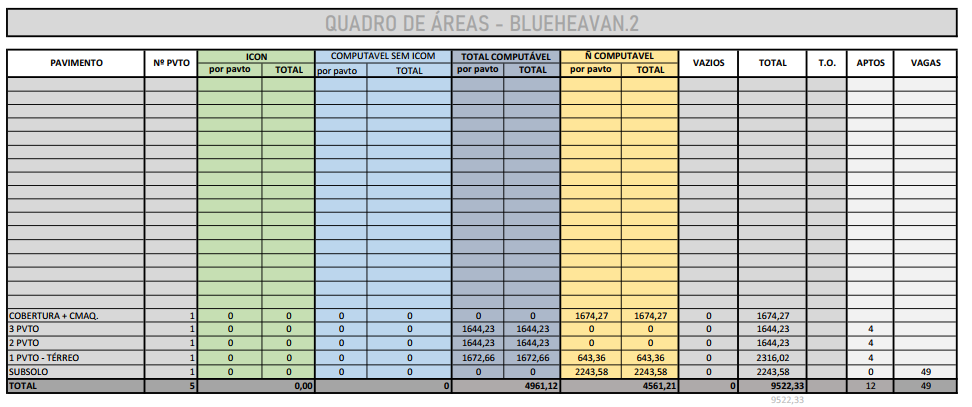 QUADRO DE ÁREAS - BLUEHEAVAN.2
PAVIMENTO Nº PVTO ICON COMPUTAVEL SEM ICOM TOTAL COMPUTÁVEL Ñ COMPUTAVEL VAZIOS TOTAL T.O. APTOS VAGAS
por pavto TOTAL por pavto TOTAL por pavto TOTAL por pavto TOTAL
COBERTURA + CMAQ. 1 0 0 0 0 0 0 1674,27 1674,27 0 1674,27
3 PVTO 1 0 0 0 0 1644,23 1644,23 0 0 0 1644,23 4
2 PVTO 1 0 0 0 0 1644,23 1644,23 0 0 0 1644,23 4
1 PVTO - TÉRREO 1 0 0 0 0 1672,66 1672,66 643,36 643,36 0 2316,02 4
SUBSOLO 1 0 0 0 0 0 0 2243,58 2243,58 0 2243,58 0 49
TOTAL 5 0,00 0 4961,12 4561,21 0 9522,33 12 49
9522,33